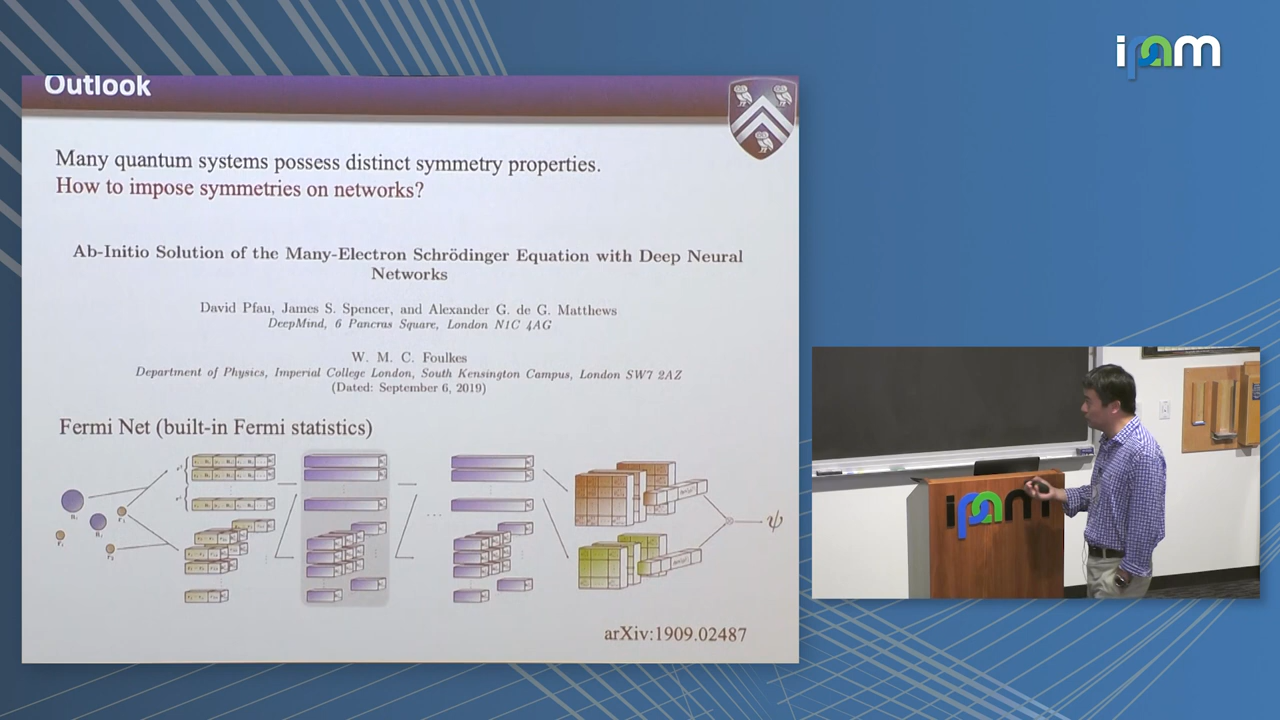 ipam
Outlook
Many quantum systems possess distinct symmetry properties.
How to impose symmetries on networks?
Ab-Initio Solution of the Many-Electron Schrödinger Equation with Deep Neural
Networks
David Pfau, James S. Spencer, and Alexander G. de G. Matthews
DeepMind, 6 Pancras Square, London N1C 4AG
W. M. C. Foulkes
Department of Physics, Imperial College London, South Kensington Campus, London SW7 2AZ
(Dated: September 6, 2019)
Fermi Net (built-in Fermi statistics)
ψ
arXiv:1909.02487
ipam